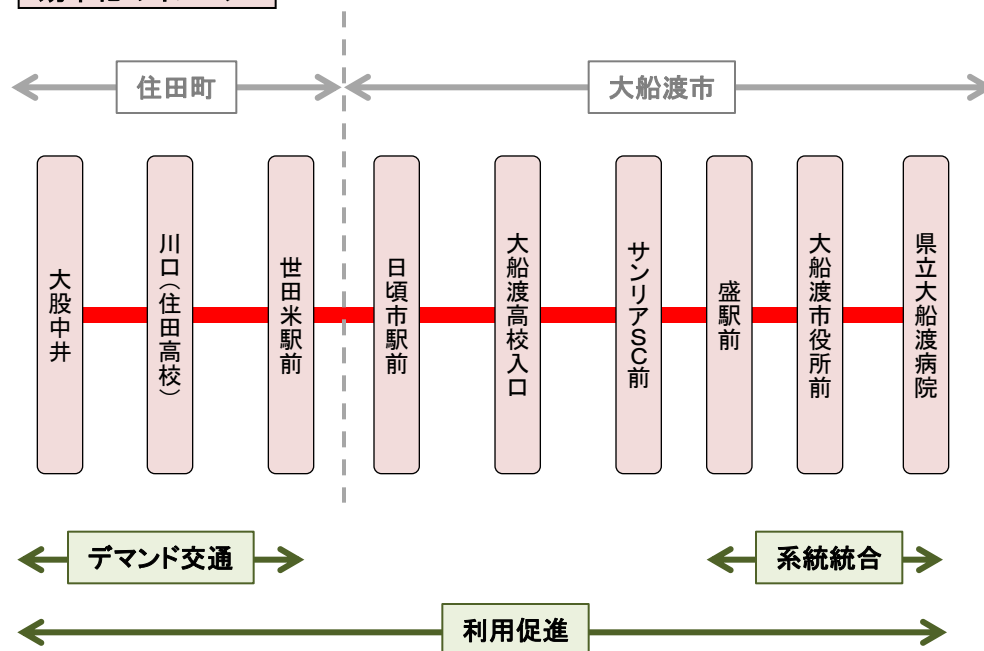 住田町
大船渡市
大股中井
川口（住田高校）
世田米駅前
日頃市駅前
大船渡高校入口
サンリアSC前
盛駅前
大船渡市役所前
県立大船渡病院
デマンド交通
系統統合
利用促進